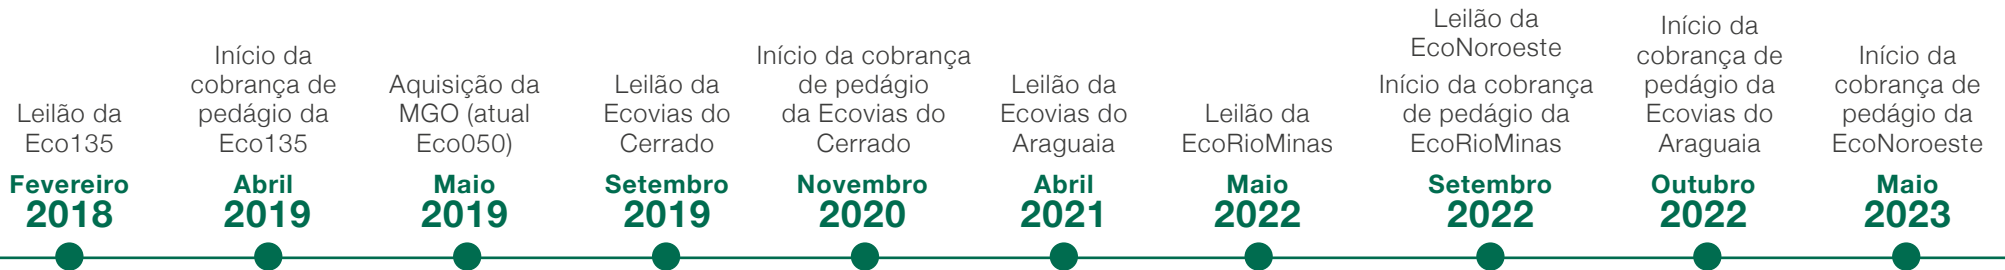 Leilão da
Eco135
Fevereiro
2018
Início da
cobrança de
pedágio da
Eco135
Abril
2019
Aquisição da
MGO (atual
Eco050)
Maio
2019
Leilão da
Ecovias do
Cerrado
Setembro
2019
Início da cobrança
de pedágio
da Ecovias do
Cerrado
Novembro
2020
Leilão da
Ecovias do
Araguaia
Abril
2021
Leilão da
EcoRioMinas
Maio
2022
Leilão da
EcoNoroeste
Início da cobrança
de pedágio da
EcoRioMinas
Setembro
2022
Início da
cobrança de
pedágio da
Ecovias do
Araguaia
Outubro
2022
Início da
cobrança de
pedágio da
EcoNoroeste
Maio
2023